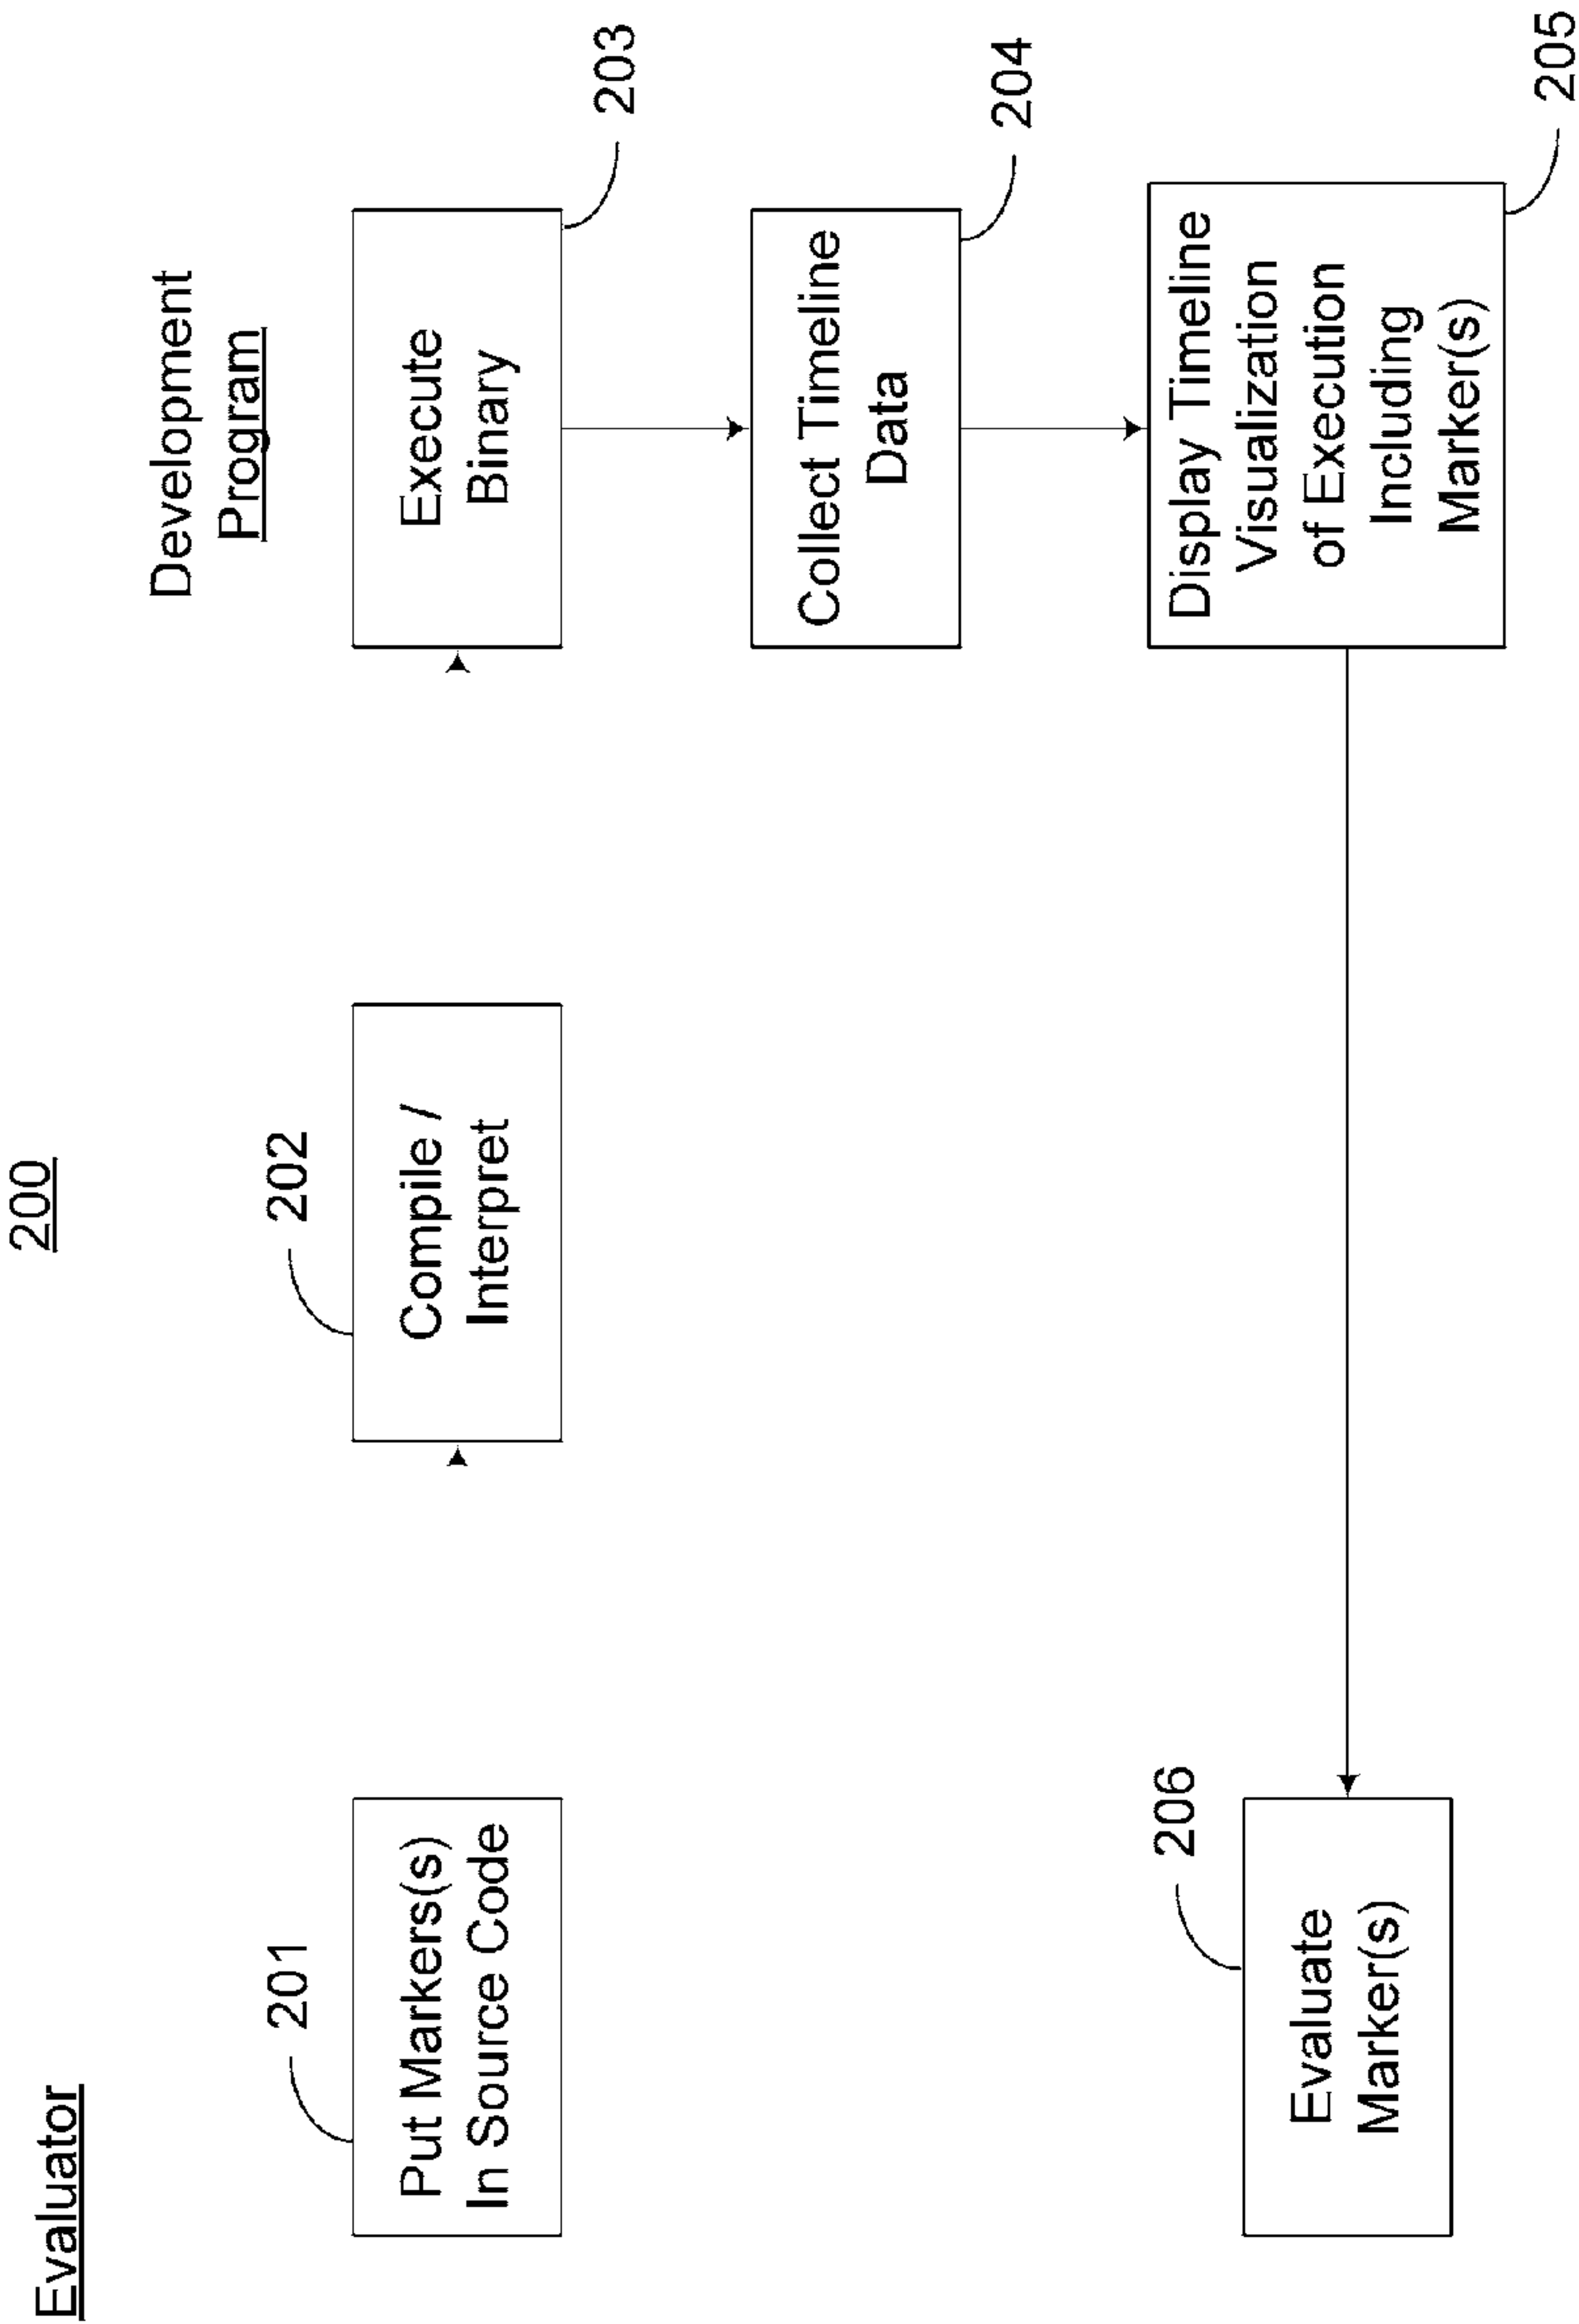 200
Evaluator
Development
Program
201
Put Markers(s)
In Source Code
202
Compile /
Interpret
Execute
Binary
203
Collect Timeline
Data
204
Display Timeline
Visualization
of Execution
Including
Marker(s)
205
206
Evaluate
Marker(s)